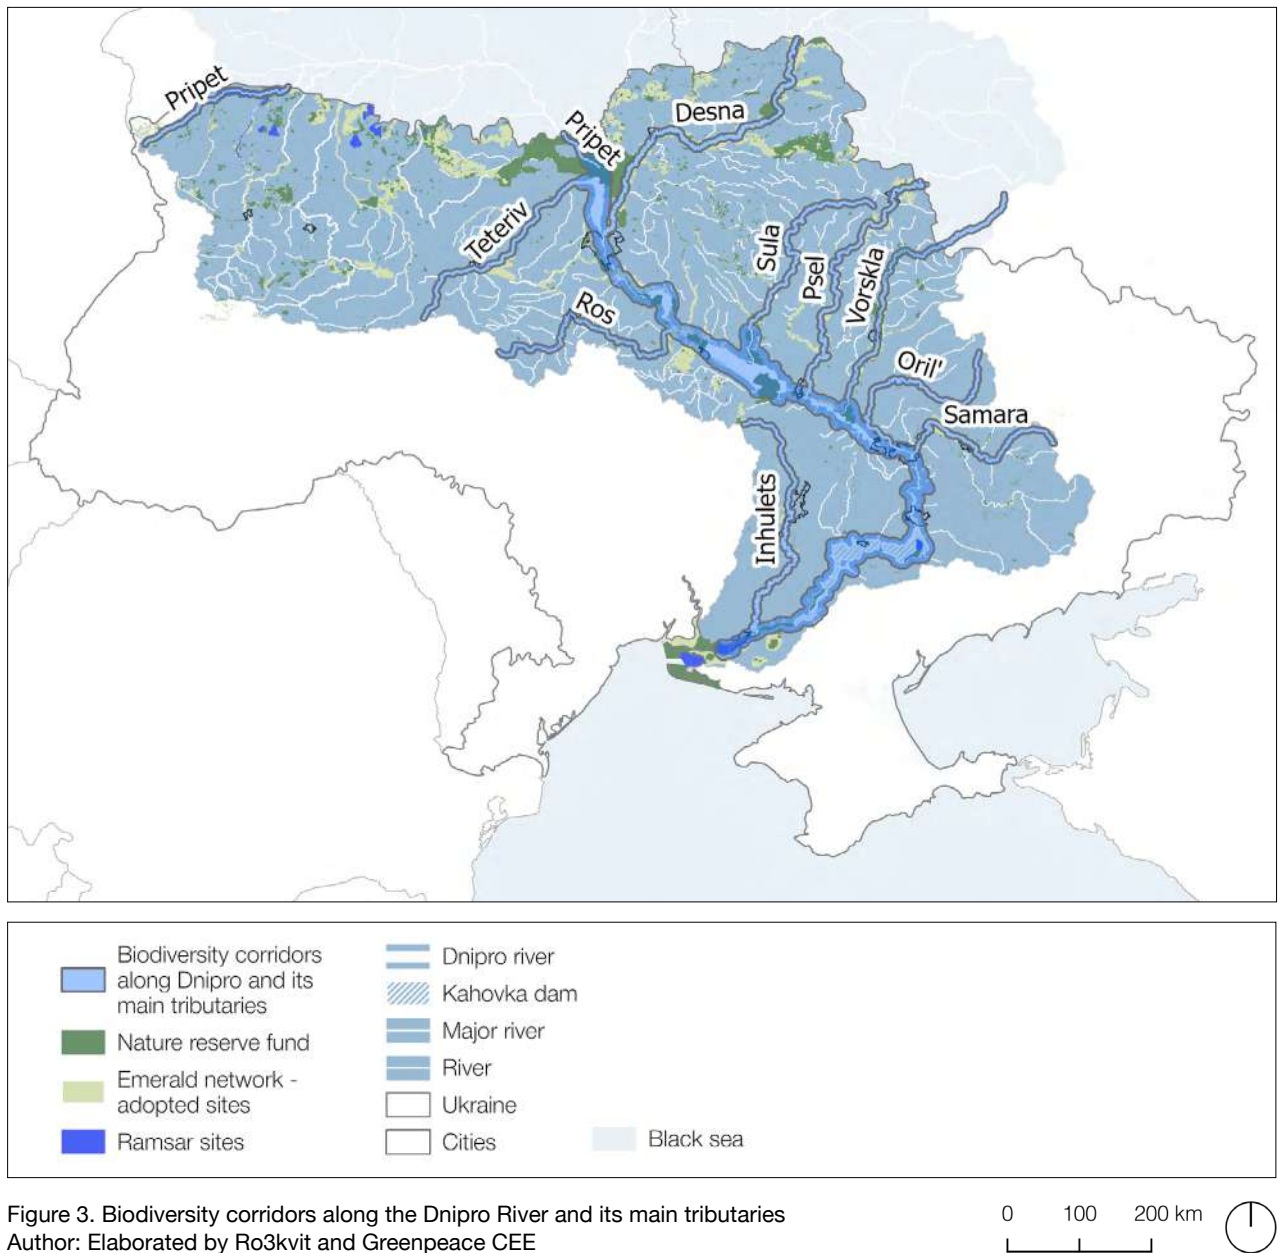 Pripet
Pripet
Desna
Teteriv
Sula
Psel
Vorskla
Ros
Oril'
Samara
Inhulets
Biodiversity corridors
along Dnipro and its
main tributaries
Nature reserve fund
Emerald network -
adopted sites
Ramsar sites
Dnipro river
Kahovka dam
Major river
River
Ukraine
Cities
Black sea
Figure 3. Biodiversity corridors along the Dnipro River and its main tributaries
Author: Elaborated by Ro3kvit and Greenpeace CEE
0 100 200 km